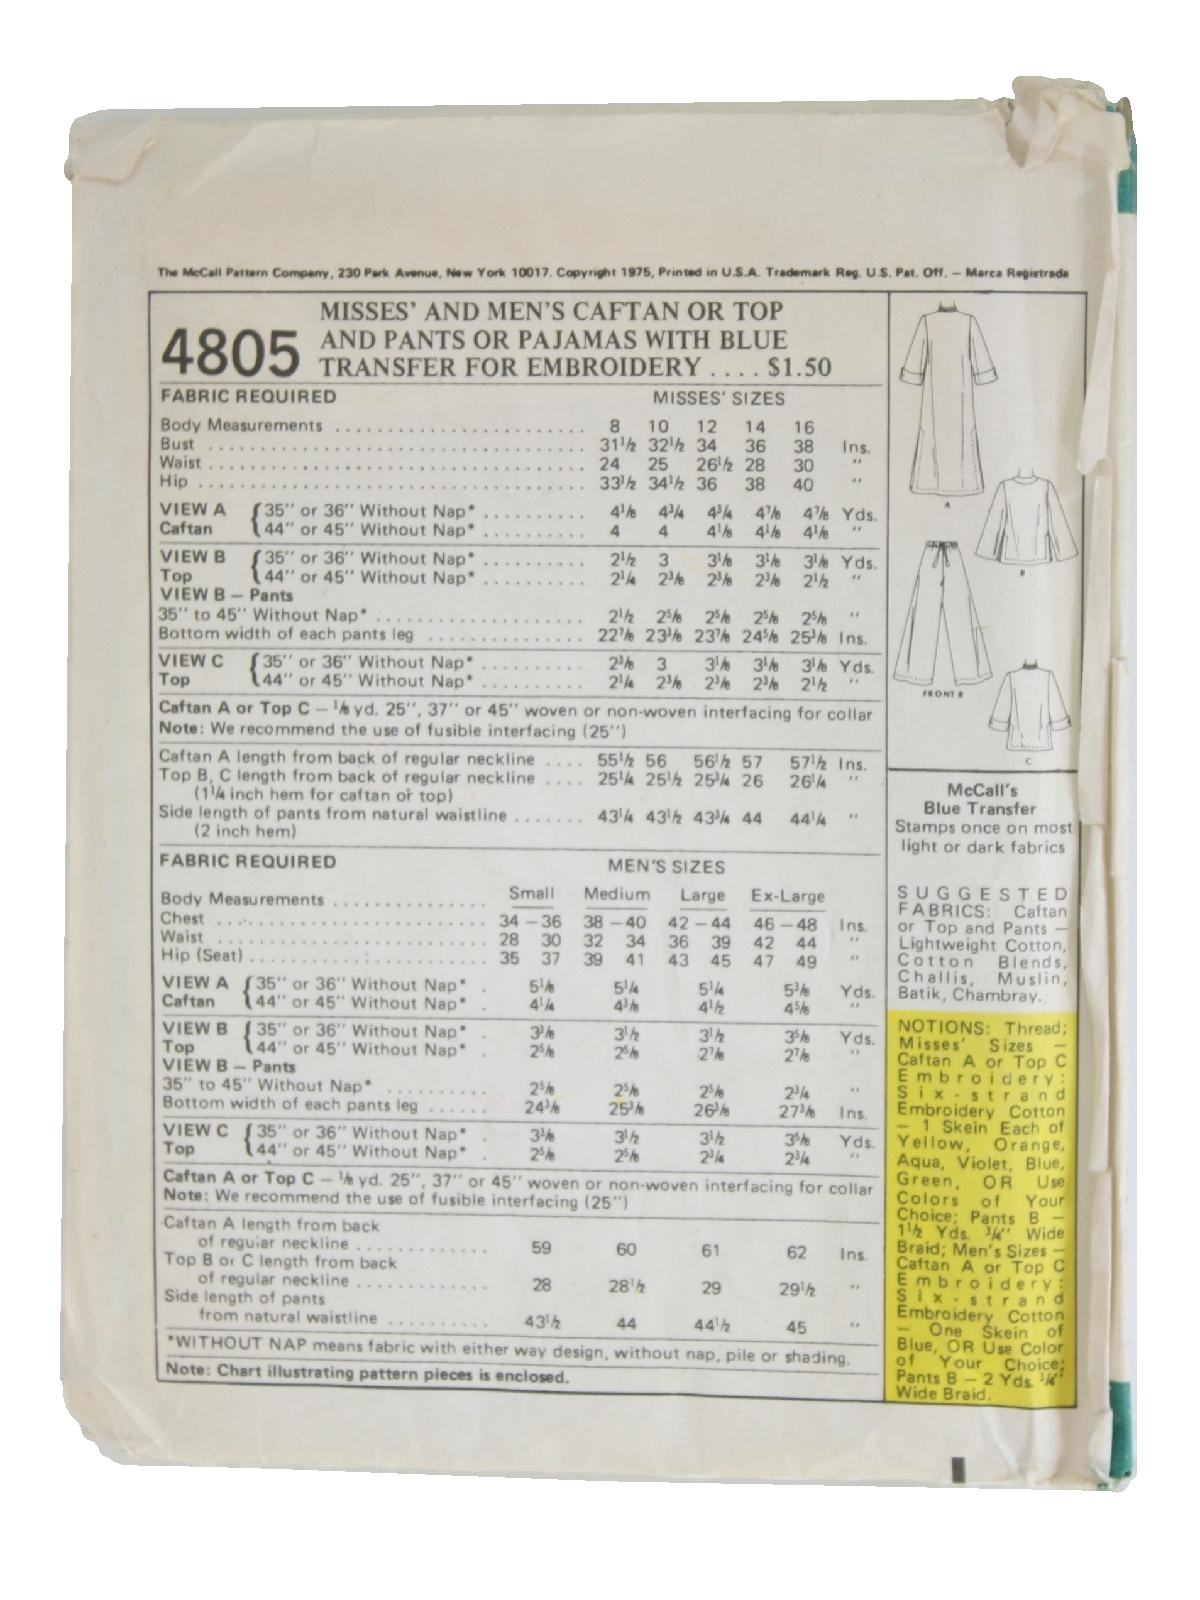 The McCall Pattern Company, 230 Park Avenue, New York 10017. Copyright 1975, Printed in U.S.A. Trademark Reg. U.S. Pat. Off. – Marca Registrada
4805
MISSES' AND MEN'S CAFTAN OR TOP
AND PANTS OR PAJAMAS WITH BLUE
TRANSFER FOR EMBROIDERY . . . . $1.50
FABRIC REQUIRED MISSES' SIZES
Body Measurements 8 10 12 14 16
Bust 31½ 32½ 34 36 38 Ins.
Waist 24 25 26½ 28 30 "
Hip 33½ 34½ 36 38 40 "
VIEW A { 35" or 36" Without Nap* 4⅛ 4¾ 4¾ 4⅞ 4⅞ Yds.
Caftan { 44" or 45" Without Nap* 4 4 4⅛ 4⅛ 4⅛ "
VIEW B { 35" or 36" Without Nap* 2½ 3 3⅛ 3⅛ 3⅛ Yds.
Top { 44" or 45" Without Nap* 2¼ 2⅜ 2⅜ 2⅜ 2½ "
VIEW B – Pants
35" to 45" Without Nap* 2½ 2⅝ 2⅝ 2⅝ 2⅝ "
Bottom width of each pants leg 22⅞ 23⅜ 23⅞ 24⅝ 25⅜ Ins.
VIEW C { 35" or 36" Without Nap* 2⅜ 3 3⅛ 3⅛ 3⅛ Yds.
Top { 44" or 45" Without Nap* 2¼ 2⅜ 2⅜ 2⅜ 2½ "
Caftan A or Top C – ⅛ yd. 25", 37" or 45" woven or non-woven interfacing for collar
Note: We recommend the use of fusible interfacing (25")
Caftan A length from back of regular neckline 55½ 56 56½ 57 57½ Ins.
Top B, C length from back of regular neckline 25¼ 25½ 25¾ 26 26¼ "
(1¼ inch hem for caftan or top)
Side length of pants from natural waistline 43¼ 43½ 43¾ 44 44¼ "
(2 inch hem)
FABRIC REQUIRED MEN'S SIZES
Small Medium Large Ex-Large
Body Measurements
Chest 34 – 36 38 – 40 42 – 44 46 – 48 Ins.
Waist 28 30 32 34 36 39 42 44 "
Hip (Seat) 35 37 39 41 43 45 47 49 "
VIEW A { 35" or 36" Without Nap* 5⅛ 5¼ 5¼ 5⅜ Yds.
Caftan { 44" or 45" Without Nap* 4¼ 4⅜ 4½ 4⅝ "
VIEW B { 35" or 36" Without Nap* 3⅜ 3½ 3½ 3⅝ Yds.
Top { 44" or 45" Without Nap* 2⅝ 2⅝ 2⅞ 2⅞ "
VIEW B – Pants
35" to 45" Without Nap* 2⅝ 2⅝ 2⅝ 2¾ "
Bottom width of each pants leg 24⅜ 25⅜ 26⅜ 27⅜ Ins.
VIEW C { 35" or 36" Without Nap* 3⅜ 3½ 3½ 3⅝ Yds.
Top { 44" or 45" Without Nap* 2⅝ 2⅝ 2¾ 2¾ "
Caftan A or Top C – ⅛ yd. 25", 37" or 45" woven or non-woven interfacing for collar
Note: We recommend the use of fusible interfacing (25")
Caftan A length from back
of regular neckline 59 60 61 62 Ins.
Top B or C length from back
of regular neckline 28 28½ 29 29½ "
Side length of pants
from natural waistline 43½ 44 44½ 45 "
*WITHOUT NAP means fabric with either way design, without nap, pile or shading.
Note: Chart illustrating pattern pieces is enclosed.
A
B
FRONT B
C
McCall's
Blue Transfer
Stamps once on most
light or dark fabrics
SUGGESTED
FABRICS: Caftan
or Top and Pants –
Lightweight Cotton,
Cotton Blends,
Challis, Muslin,
Batik, Chambray.
NOTIONS: Thread;
Misses' Sizes –
Caftan A or Top C
Embroidery:
Six-strand
Embroidery Cotton
– 1 Skein Each of
Yellow, Orange,
Aqua, Violet, Blue,
Green, OR Use
Colors of Your
Choice; Pants B –
1½ Yds. ¾" Wide
Braid; Men's Sizes –
Caftan A or Top C
Embroidery:
Six-strand
Embroidery Cotton
– One Skein of
Blue, OR Use Color
of Your Choice;
Pants B – 2 Yds. ¾"
Wide Braid.